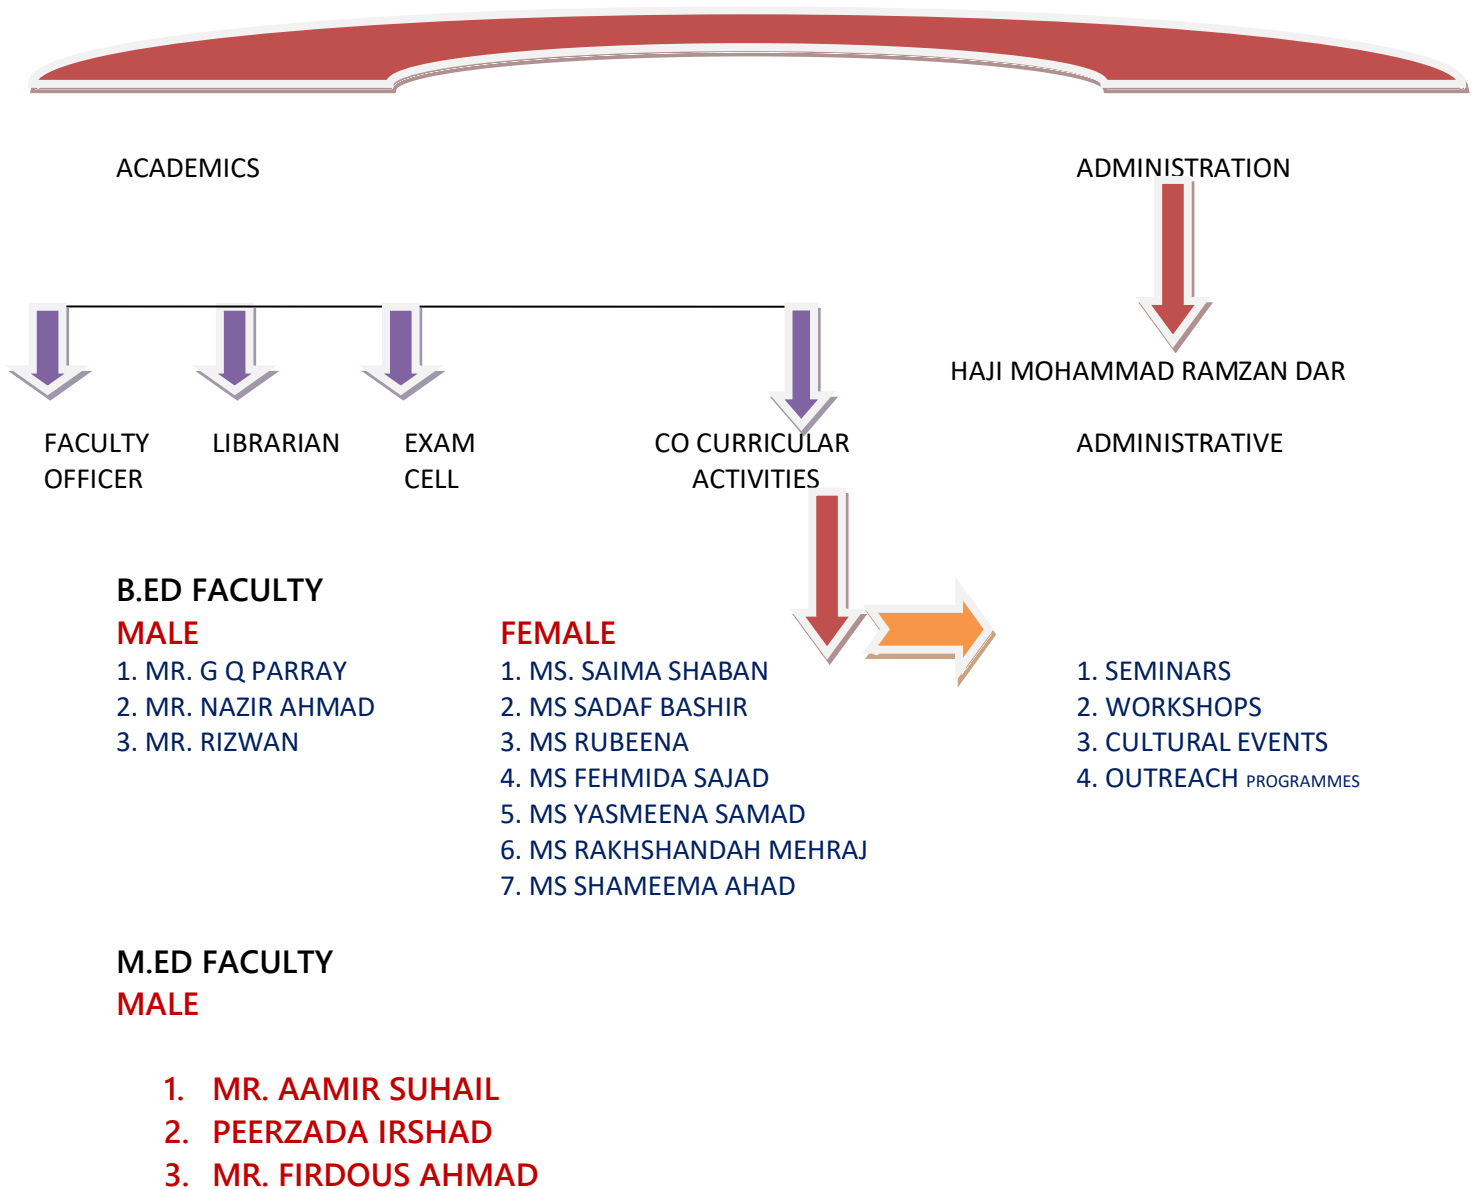 ACADEMICS ADMINISTRATION
HAJI MOHAMMAD RAMZAN DAR
FACULTY LIBRARIAN EXAM CO CURRICULAR ADMINISTRATIVE
OFFICER CELL ACTIVITIES
B.ED FACULTY
MALE FEMALE
1. MR. G Q PARRAY 1. MS. SAIMA SHABAN 1. SEMINARS
2. MR. NAZIR AHMAD 2. MS SADAF BASHIR 2. WORKSHOPS
3. MR. RIZWAN 3. MS RUBEENA 3. CULTURAL EVENTS
4. MS FEHMIDA SAJAD 4. OUTREACH PROGRAMMES
5. MS YASMEENA SAMAD
6. MS RAKHSHANDAH MEHRAJ
7. MS SHAMEEMA AHAD
M.ED FACULTY
MALE
1. MR. AAMIR SUHAIL
2. PEERZADA IRSHAD
3. MR. FIRDOUS AHMAD